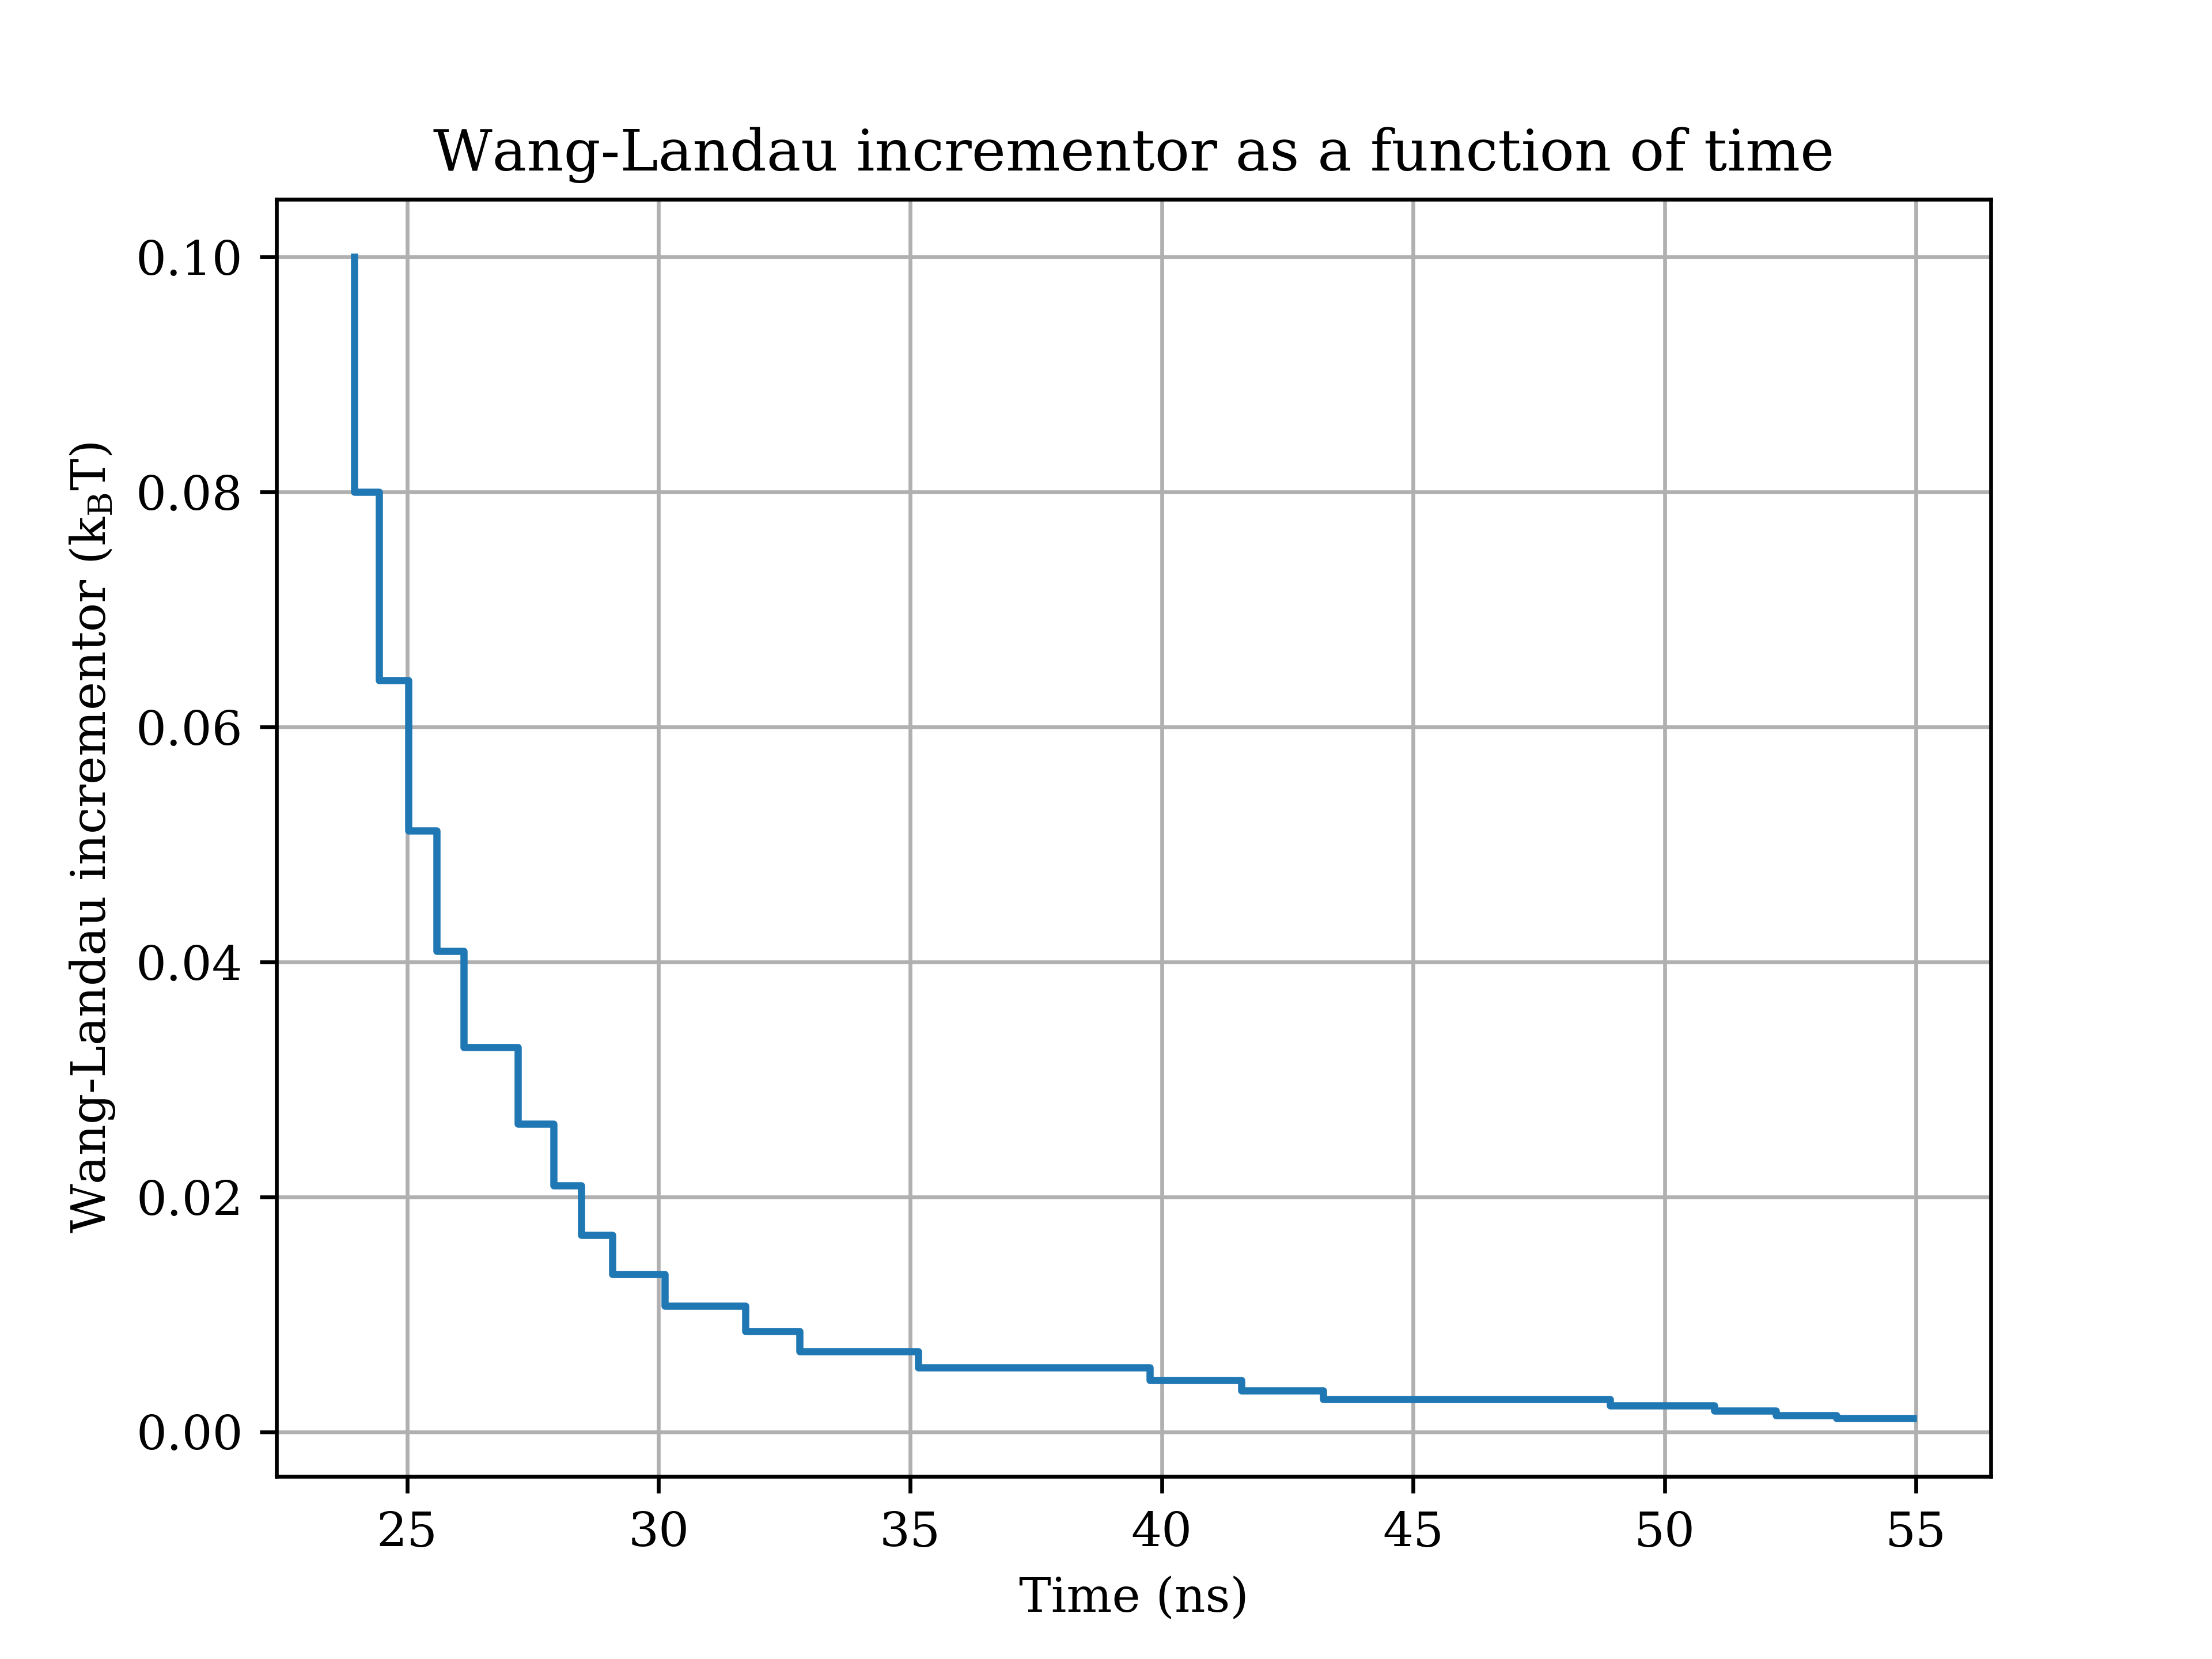 Wang-Landau incrementor as a function of time
Wang-Landau incrementor (k_BT)
0.10
0.08
0.06
0.04
0.02
0.00
25 30 35 40 45 50 55
Time (ns)